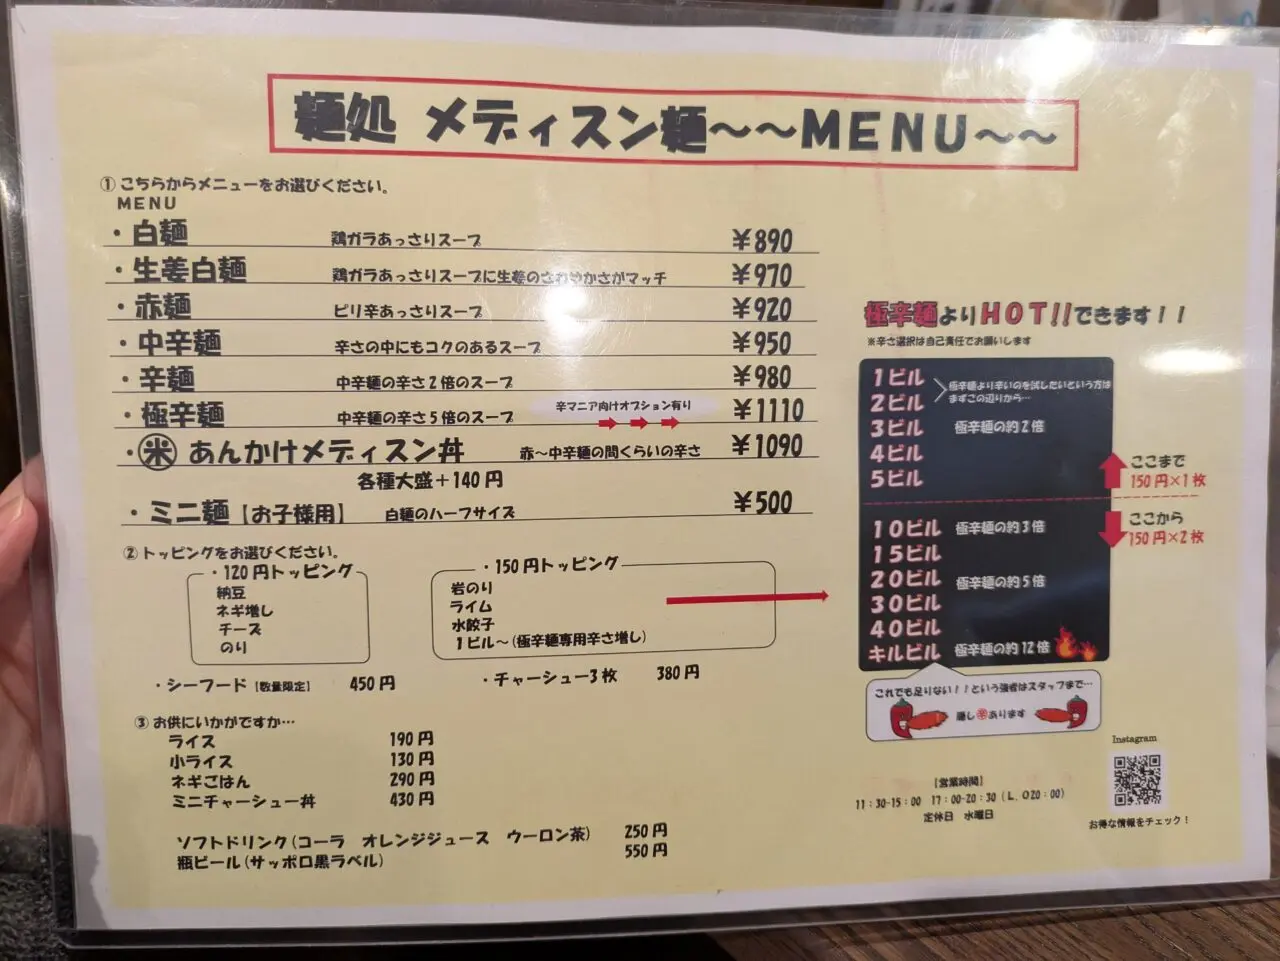 麺処 メディスン麺～～MENU～～
① こちらからメニューをお選びください。
MENU
・白麺 鶏ガラあっさりスープ ¥890
・生姜白麺 鶏ガラあっさりスープに生姜のさわやかさがマッチ ¥970
・赤麺 ピリ辛あっさりスープ ¥920
・中辛麺 辛さの中にもコクのあるスープ ¥950
・辛麺 中辛麺の辛さ2倍のスープ ¥980
・極辛麺 中辛麺の辛さ5倍のスープ 辛マニア向けオプション有り ¥1110
・㊍ あんかけメディスン丼 赤～中辛麺の間くらいの辛さ ¥1090
各種大盛＋140円
・ミニ麺【お子様用】 白麺のハーフサイズ ¥500
② トッピングをお選びください。
・120円トッピング
納豆
ネギ増し
チーズ
のり
・150円トッピング
岩のり
ライム
水餃子
1ビル～(極辛麺専用辛さ増し)
・シーフード【数量限定】 450円
・チャーシュー3枚 380円
③ お供にいかがですか…
ライス 190円
小ライス 130円
ネギごはん 290円
ミニチャーシュー丼 430円
ソフトドリンク(コーラ オレンジジュース ウーロン茶) 250円
瓶ビール(サッポロ黒ラベル) 550円
極辛麺よりHOT!!できます！！
※辛さ選択は自己責任でお願いします
1ビル
2ビル
極辛麺より辛いのを試したいという方は
まずこの辺りから…
3ビル 極辛麺の約2倍
4ビル
5ビル
ここまで
150円×1枚
ここから
150円×2枚
10ビル 極辛麺の約3倍
15ビル
20ビル 極辛麺の約5倍
30ビル
40ビル
キルビル 極辛麺の約12倍
これでも足りない！！という強者はスタッフまで…
隠し辛あります
Instagram
お得な情報をチェック！
【営業時間】
11：30-15：00 17：00-20：30（L．O20：00）
定休日 水曜日